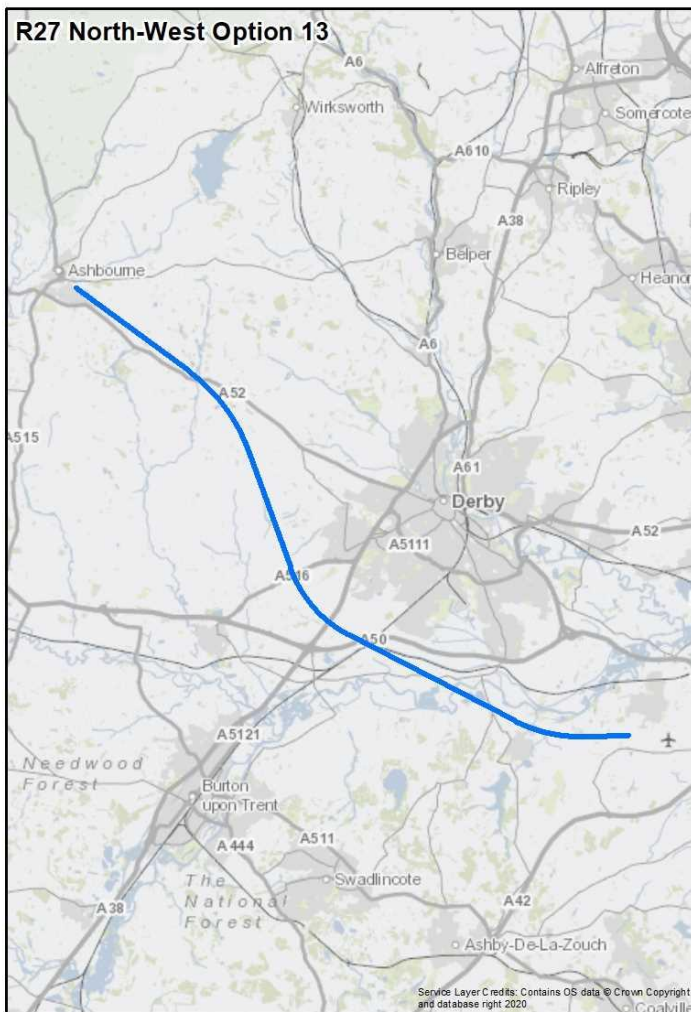 R27 North-West Option 13
A6
Alfreton
Wirksworth
Somercote
A610
Ripley
A38
Belper
Ashbourne
Heanor
A6
A52
A515
A61
Derby
A52
A5111
A516
A50
A5121
Needwood
Forest
Burton
upon Trent
A511
A 444
Swadlincote
The
National
Forest
A42
A38
Ashby-De-La-Zouch
Service Layer Credits: Contains OS data © Crown Copyright
and database right 2020
Coalville